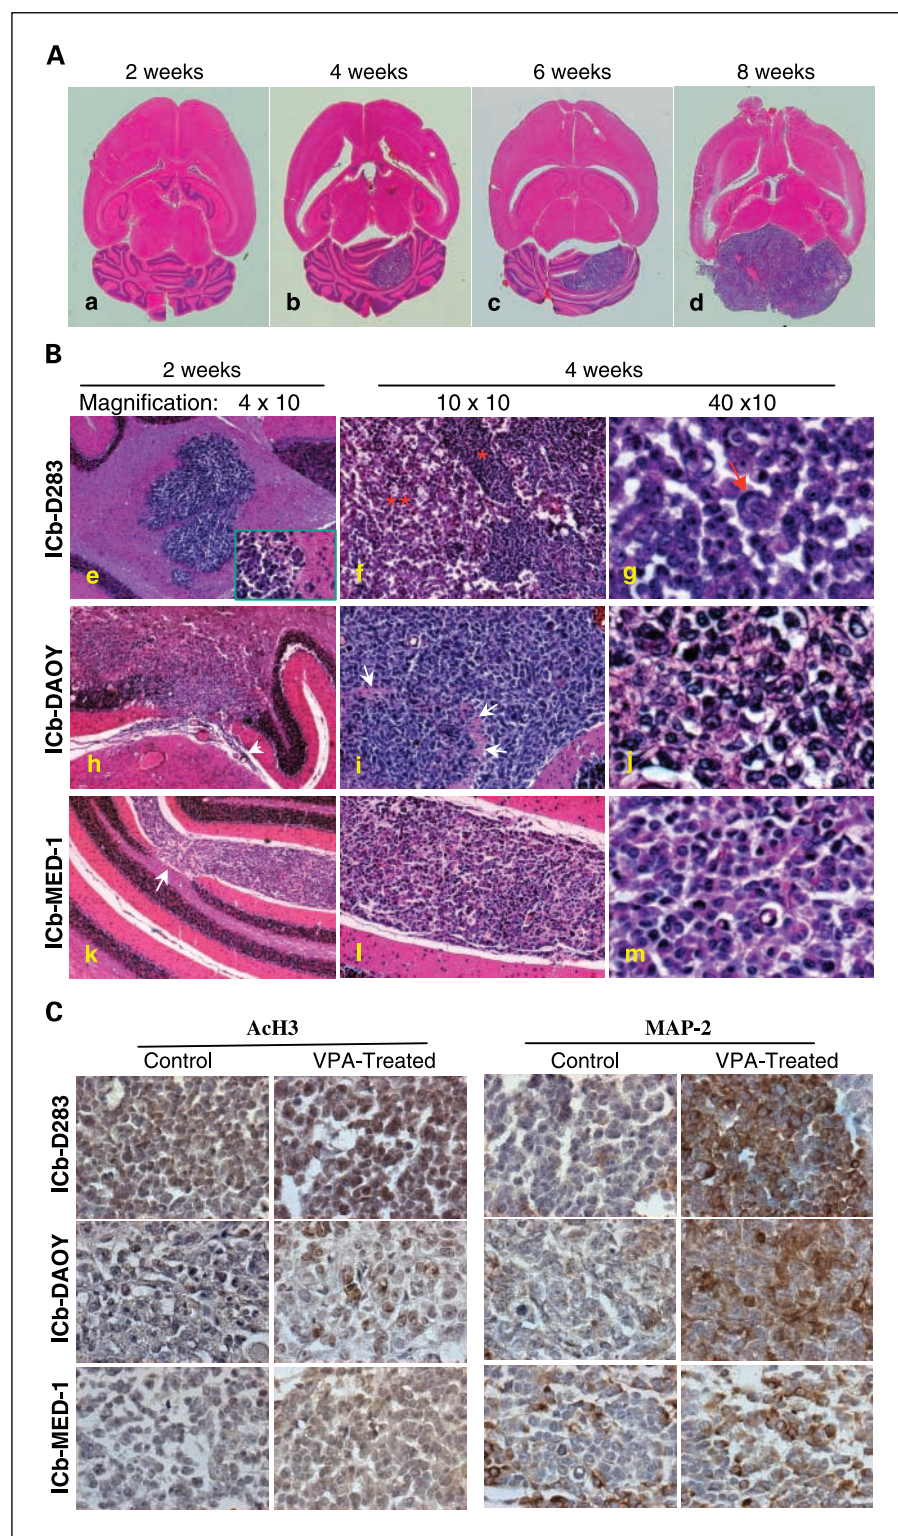 A
2 weeks 4 weeks 6 weeks 8 weeks
a b c d
B
2 weeks 4 weeks
Magnification: 4 x 10 10 x 10 40 x10
ICb-D283
* **
e f g
ICb-DAOY
h i j
ICb-MED-1
k l m
C
AcH3 MAP-2
Control VPA-Treated Control VPA-Treated
ICb-D283
ICb-DAOY
ICb-MED-1